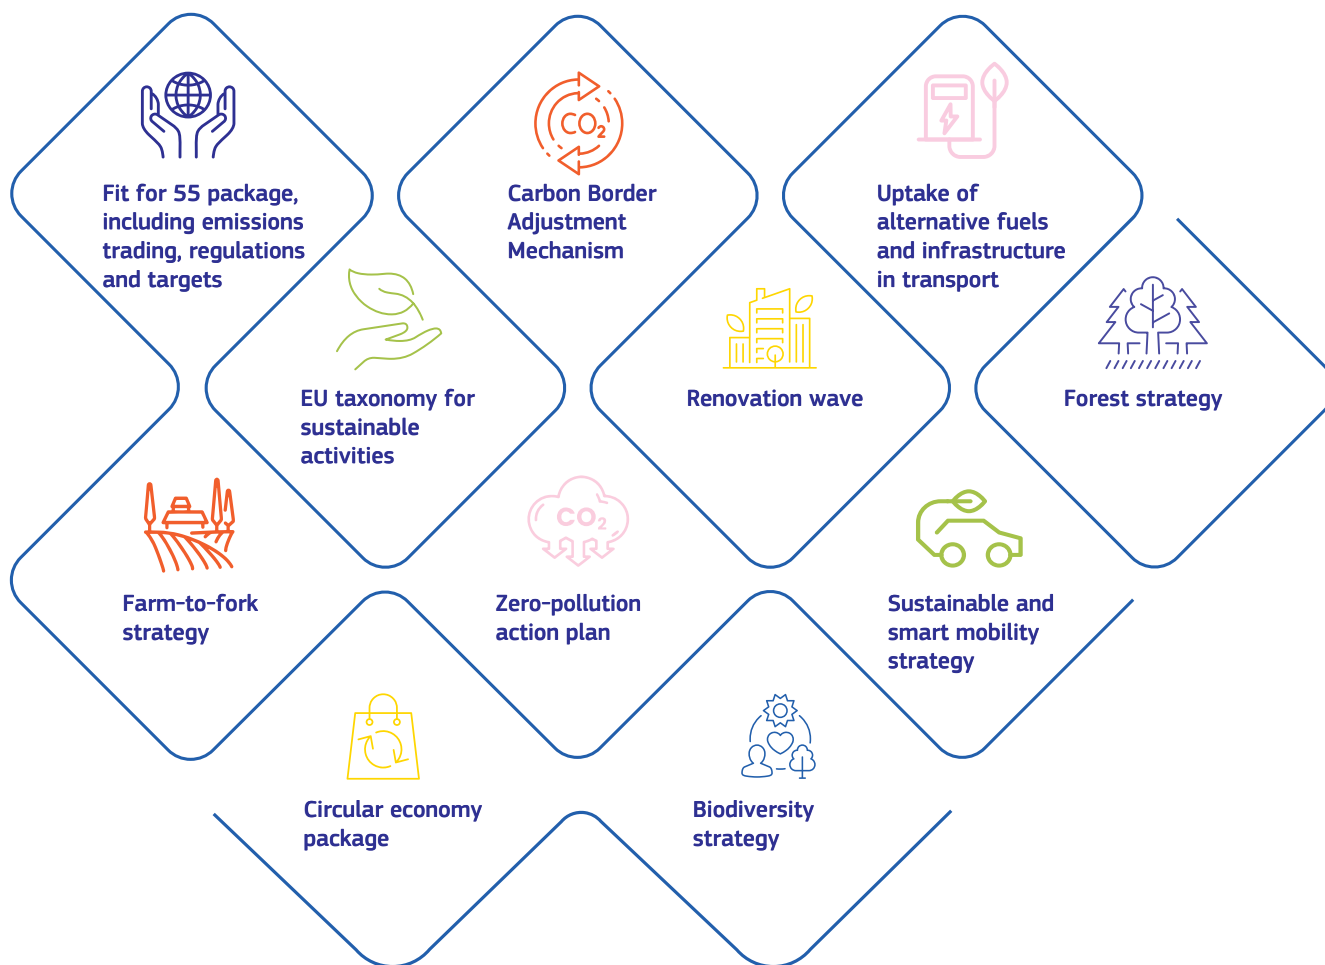 Fit for 55 package,
including emissions
trading, regulations
and targets
CO2
Carbon Border
Adjustment
Mechanism
Uptake of
alternative fuels
and infrastructure
in transport
EU taxonomy for
sustainable
activities
Renovation wave
Forest strategy
Farm-to-fork
strategy
CO2
Zero-pollution
action plan
Sustainable and
smart mobility
strategy
Circular economy
package
Biodiversity
strategy